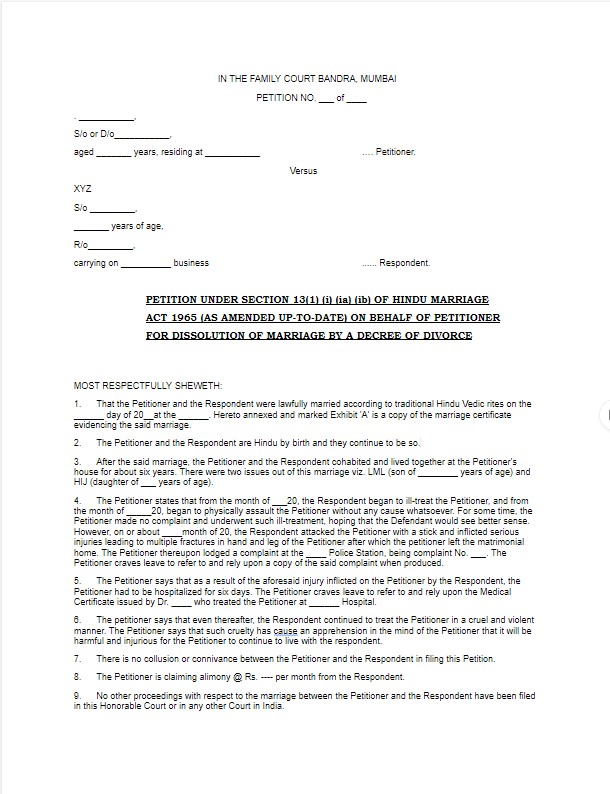 IN THE FAMILY COURT BANDRA, MUMBAI
PETITION NO. ___ of ____
. ___________,
S/o or D/o___________,
aged _______ years, residing at ___________ .... Petitioner.
Versus
XYZ
S/o _________,
_______ years of age,
R/o_________,
carrying on __________ business ...... Respondent.
PETITION UNDER SECTION 13(1) (i) (ia) (ib) OF HINDU MARRIAGE
ACT 1965 (AS AMENDED UP-TO-DATE) ON BEHALF OF PETITIONER
FOR DISSOLUTION OF MARRIAGE BY A DECREE OF DIVORCE
MOST RESPECTFULLY SHEWETH:
1. That the Petitioner and the Respondent were lawfully married according to traditional Hindu Vedic rites on the
______ day of 20__at the ______. Hereto annexed and marked Exhibit 'A' is a copy of the marriage certificate
evidencing the said marriage.
2. The Petitioner and the Respondent are Hindu by birth and they continue to be so.
3. After the said marriage, the Petitioner and the Respondent cohabited and lived together at the Petitioner's
house for about six years. There were two issues out of this marriage viz. LML (son of ________ years of age) and
HIJ (daughter of ___ years of age).
4. The Petitioner states that from the month of ___20, the Respondent began to ill-treat the Petitioner, and from
the month of _____20, began to physically assault the Petitioner without any cause whatsoever. For some time, the
Petitioner made no complaint and underwent such ill-treatment, hoping that the Defendant would see better sense.
However, on or about ____month of 20, the Respondent attacked the Petitioner with a stick and inflicted serious
injuries leading to multiple fractures in hand and leg of the Petitioner after which the petitioner left the matrimonial
home. The Petitioner thereupon lodged a complaint at the ____ Police Station, being complaint No. ___. The
Petitioner craves leave to refer to and rely upon a copy of the said complaint when produced.
5. The Petitioner says that as a result of the aforesaid injury inflicted on the Petitioner by the Respondent, the
Petitioner had to be hospitalized for six days. The Petitioner craves leave to refer to and rely upon the Medical
Certificate issued by Dr. ____ who treated the Petitioner at ______ Hospital.
6. The petitioner says that even thereafter, the Respondent continued to treat the Petitioner in a cruel and violent
manner. The Petitioner says that such cruelty has cause an apprehension in the mind of the Petitioner that it will be
harmful and injurious for the Petitioner to continue to live with the respondent.
7. There is no collusion or connivance between the Petitioner and the Respondent in filing this Petition.
8. The Petitioner is claiming alimony @ Rs. ---- per month from the Respondent.
9. No other proceedings with respect to the marriage between the Petitioner and the Respondent have been filed
in this Honorable Court or in any other Court in India.